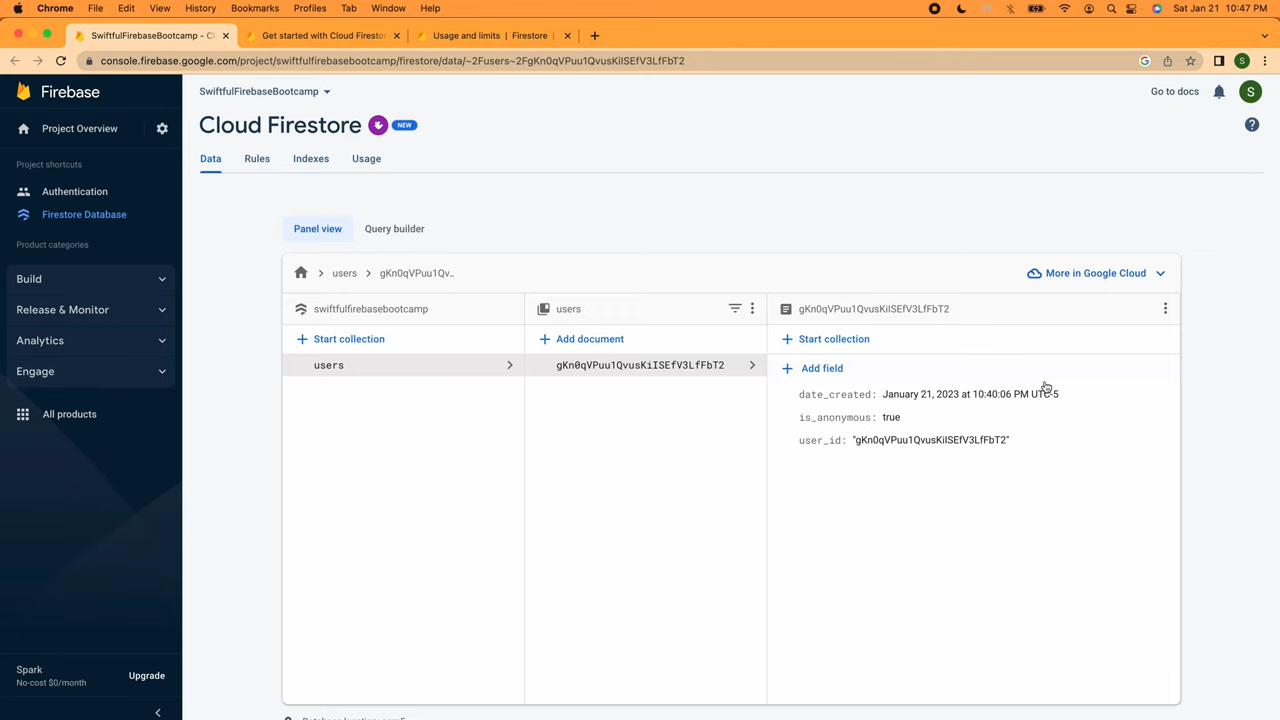 Chrome File Edit View History Bookmarks Profiles Tab Window Help Sat Jan 21 10:47 PM
SwiftfulFirebaseBootcamp - Cl Get started with Cloud Firestor Usage and limits | Firestore
console.firebase.google.com/project/swiftfulfirebasebootcamp/firestore/data/~2Fusers~2FgKn0qVPuu1QvusKiISEfV3LfFbT2
S
Firebase
SwiftfulFirebaseBootcamp
Go to docs
S
Project Overview
Cloud Firestore NEW
Project shortcuts
Data Rules Indexes Usage
Authentication
Firestore Database
Product categories
Panel view Query builder
Build
users gKn0qVPuu1Qv..
More in Google Cloud
Release & Monitor
swiftfulfirebasebootcamp users gKn0qVPuu1QvusKiISEfV3LfFbT2
Analytics
Start collection Add document Start collection
Engage
users gKn0qVPuu1QvusKiISEfV3LfFbT2 Add field
date_created: January 21, 2023 at 10:40:06 PM UTC-5
All products
is_anonymous: true
user_id: "gKn0qVPuu1QvusKiISEfV3LfFbT2"
Spark
No-cost $0/month
Upgrade